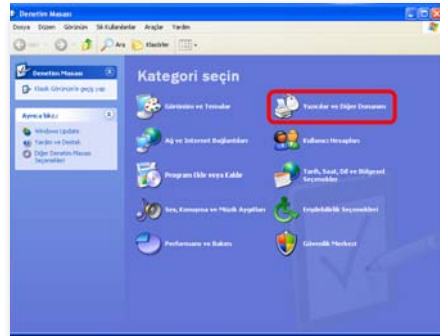 Denetim Masası
Dosya Düzen Görünüm Sık Kullanılanlar Araçlar Yardım
Geri Ara Klasörler
Denetim Masası
Klasik Görünüm'e geçiş yap
Ayrıca bkz:
Windows Update
Yardım ve Destek
Diğer Denetim Masası Seçenekleri
Kategori seçin
Görünüm ve Temalar
Yazıcılar ve Diğer Donanım
Ağ ve Internet Bağlantıları
Kullanıcı Hesapları
Program Ekle veya Kaldır
Tarih, Saat, Dil ve Bölgesel
Seçenekler
Ses, Konuşma ve Müzik Aygıtları
Erişilebilirlik Seçenekleri
Performans ve Bakım
Güvenlik Merkezi